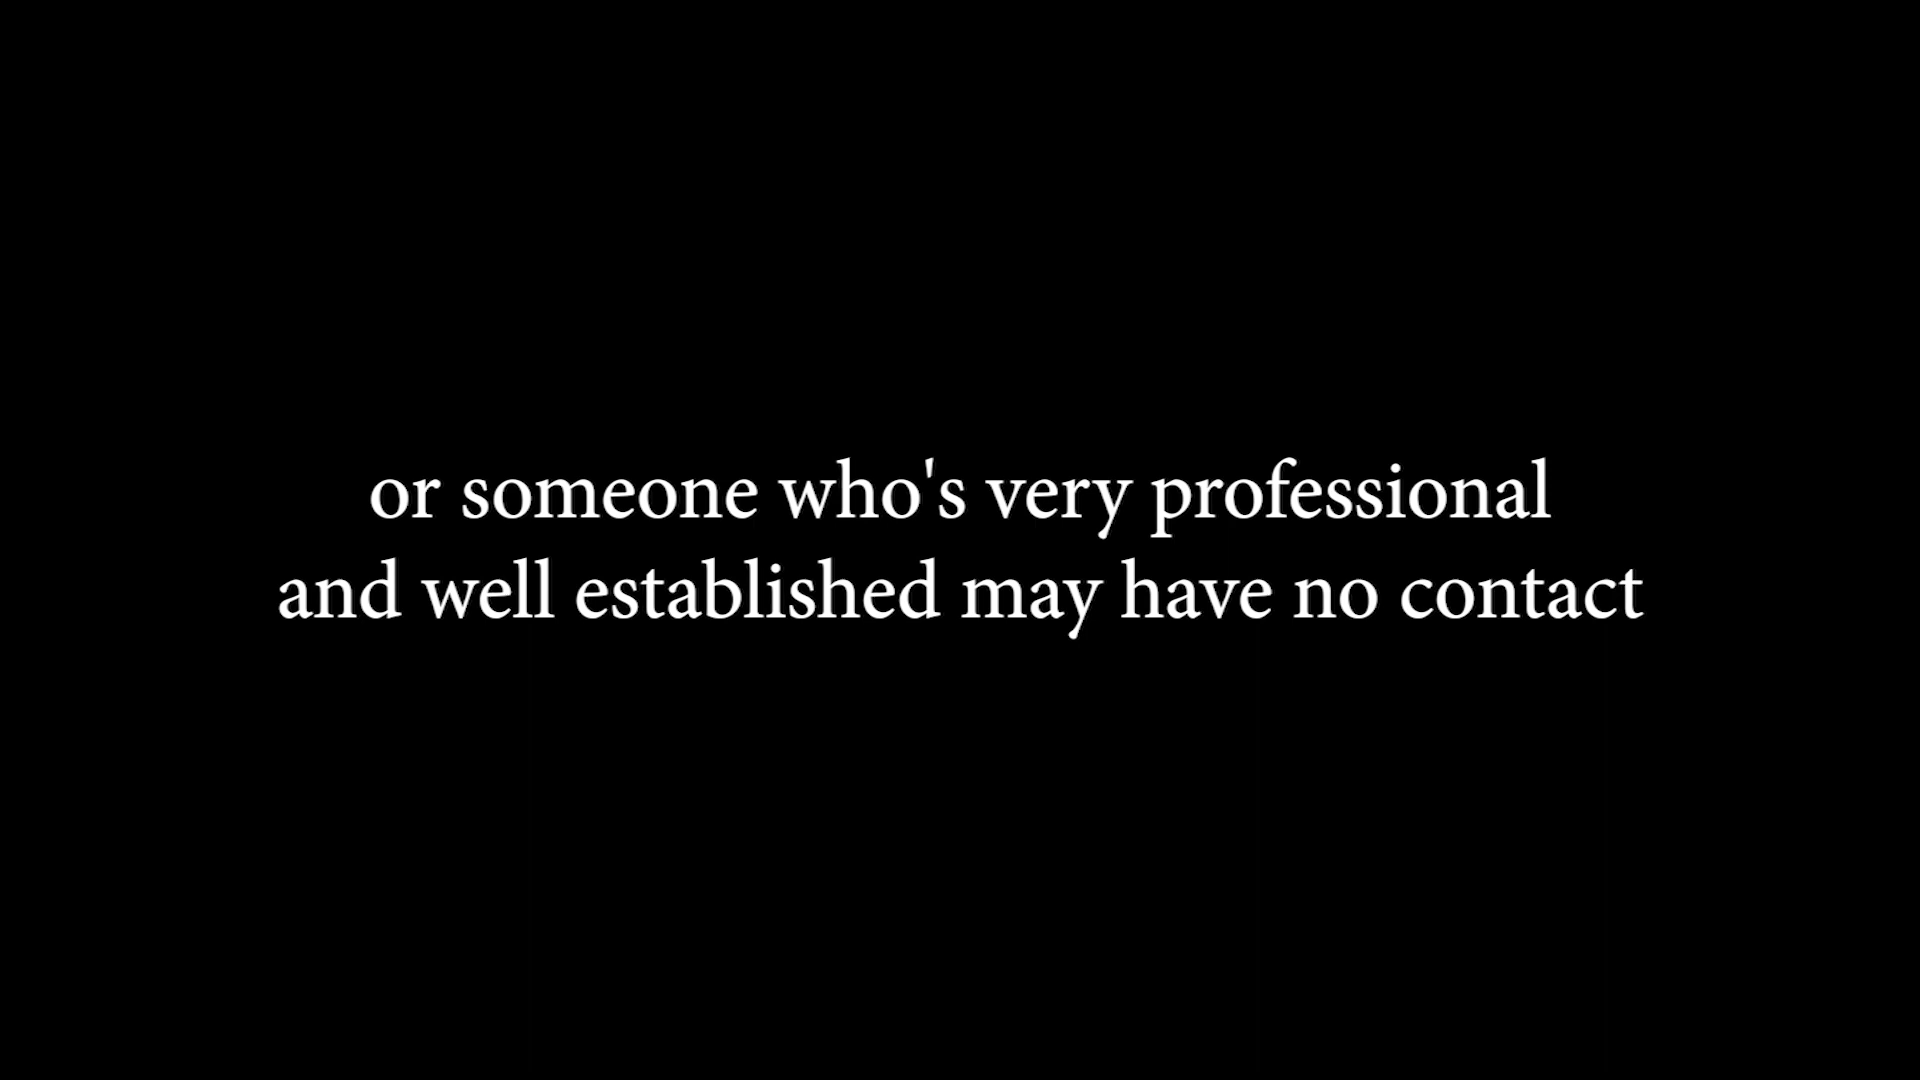 or someone who's very professional
and well established may have no contact